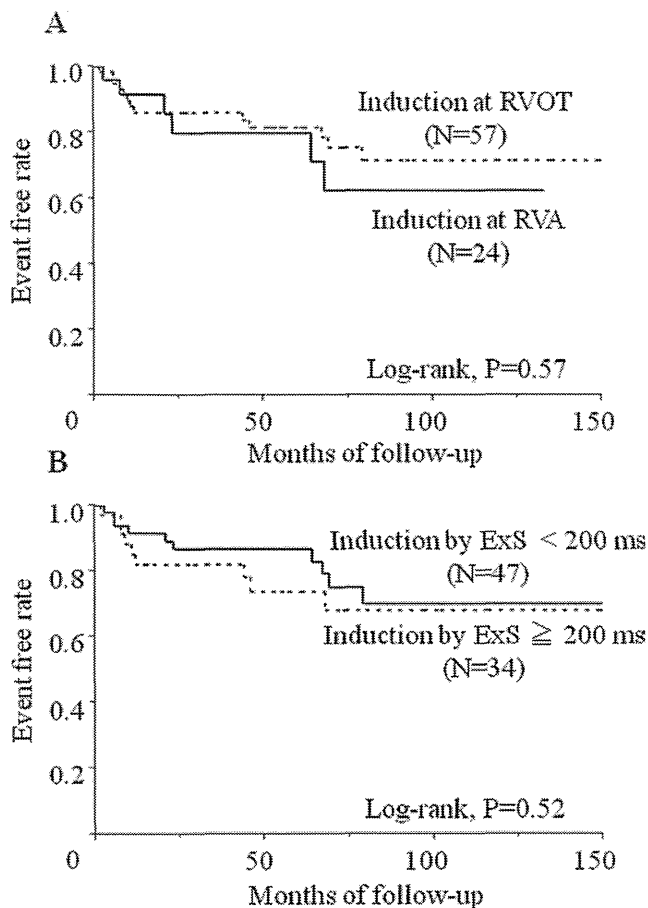 A
1.0
0.8
0.6
0.4
0.2
0
50
100
150
Event free rate
Months of follow-up
Induction at RVOT
(N=57)
Induction at RVA
(N=24)
Log-rank, P=0.57
B
1.0
0.8
0.6
0.4
0.2
0
50
100
150
Event free rate
Months of follow-up
Induction by ExS < 200 ms
(N=47)
Induction by ExS ≧ 200 ms
(N=34)
Log-rank, P=0.52